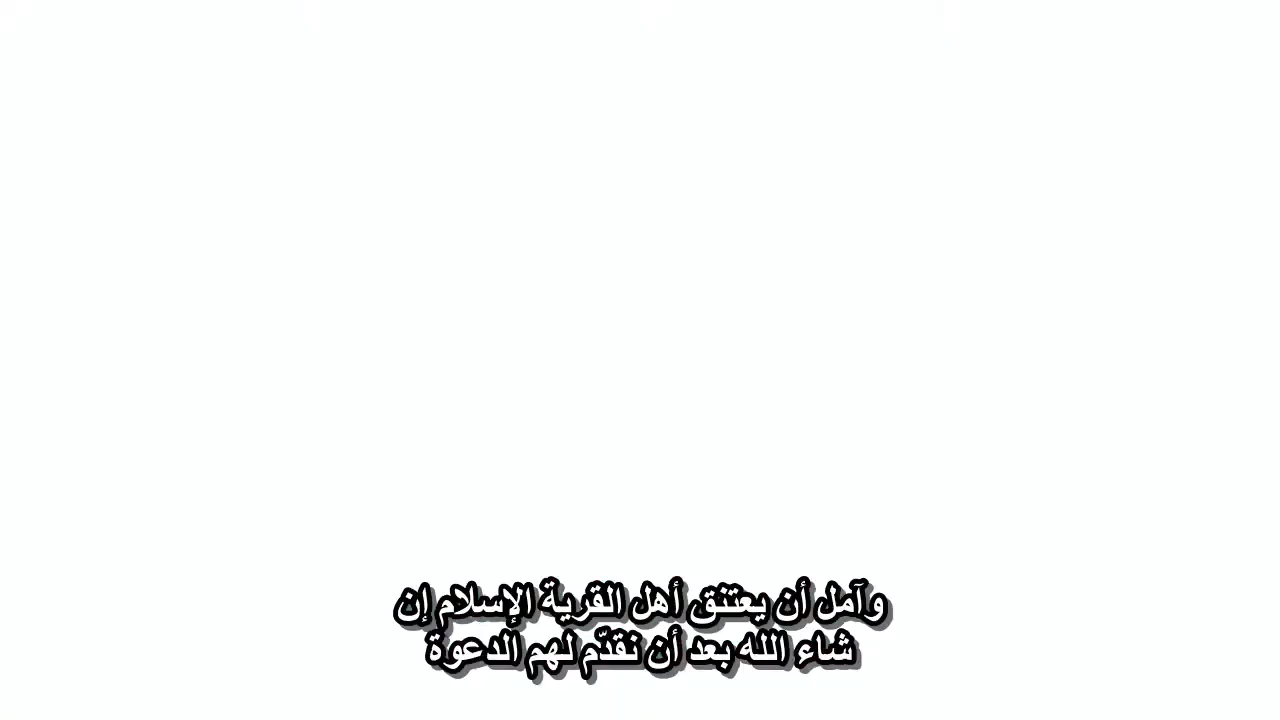 وآمل أن يعتنق أهل القرية الإسلام إن
شاء الله بعد أن نقدّم لهم الدعوة